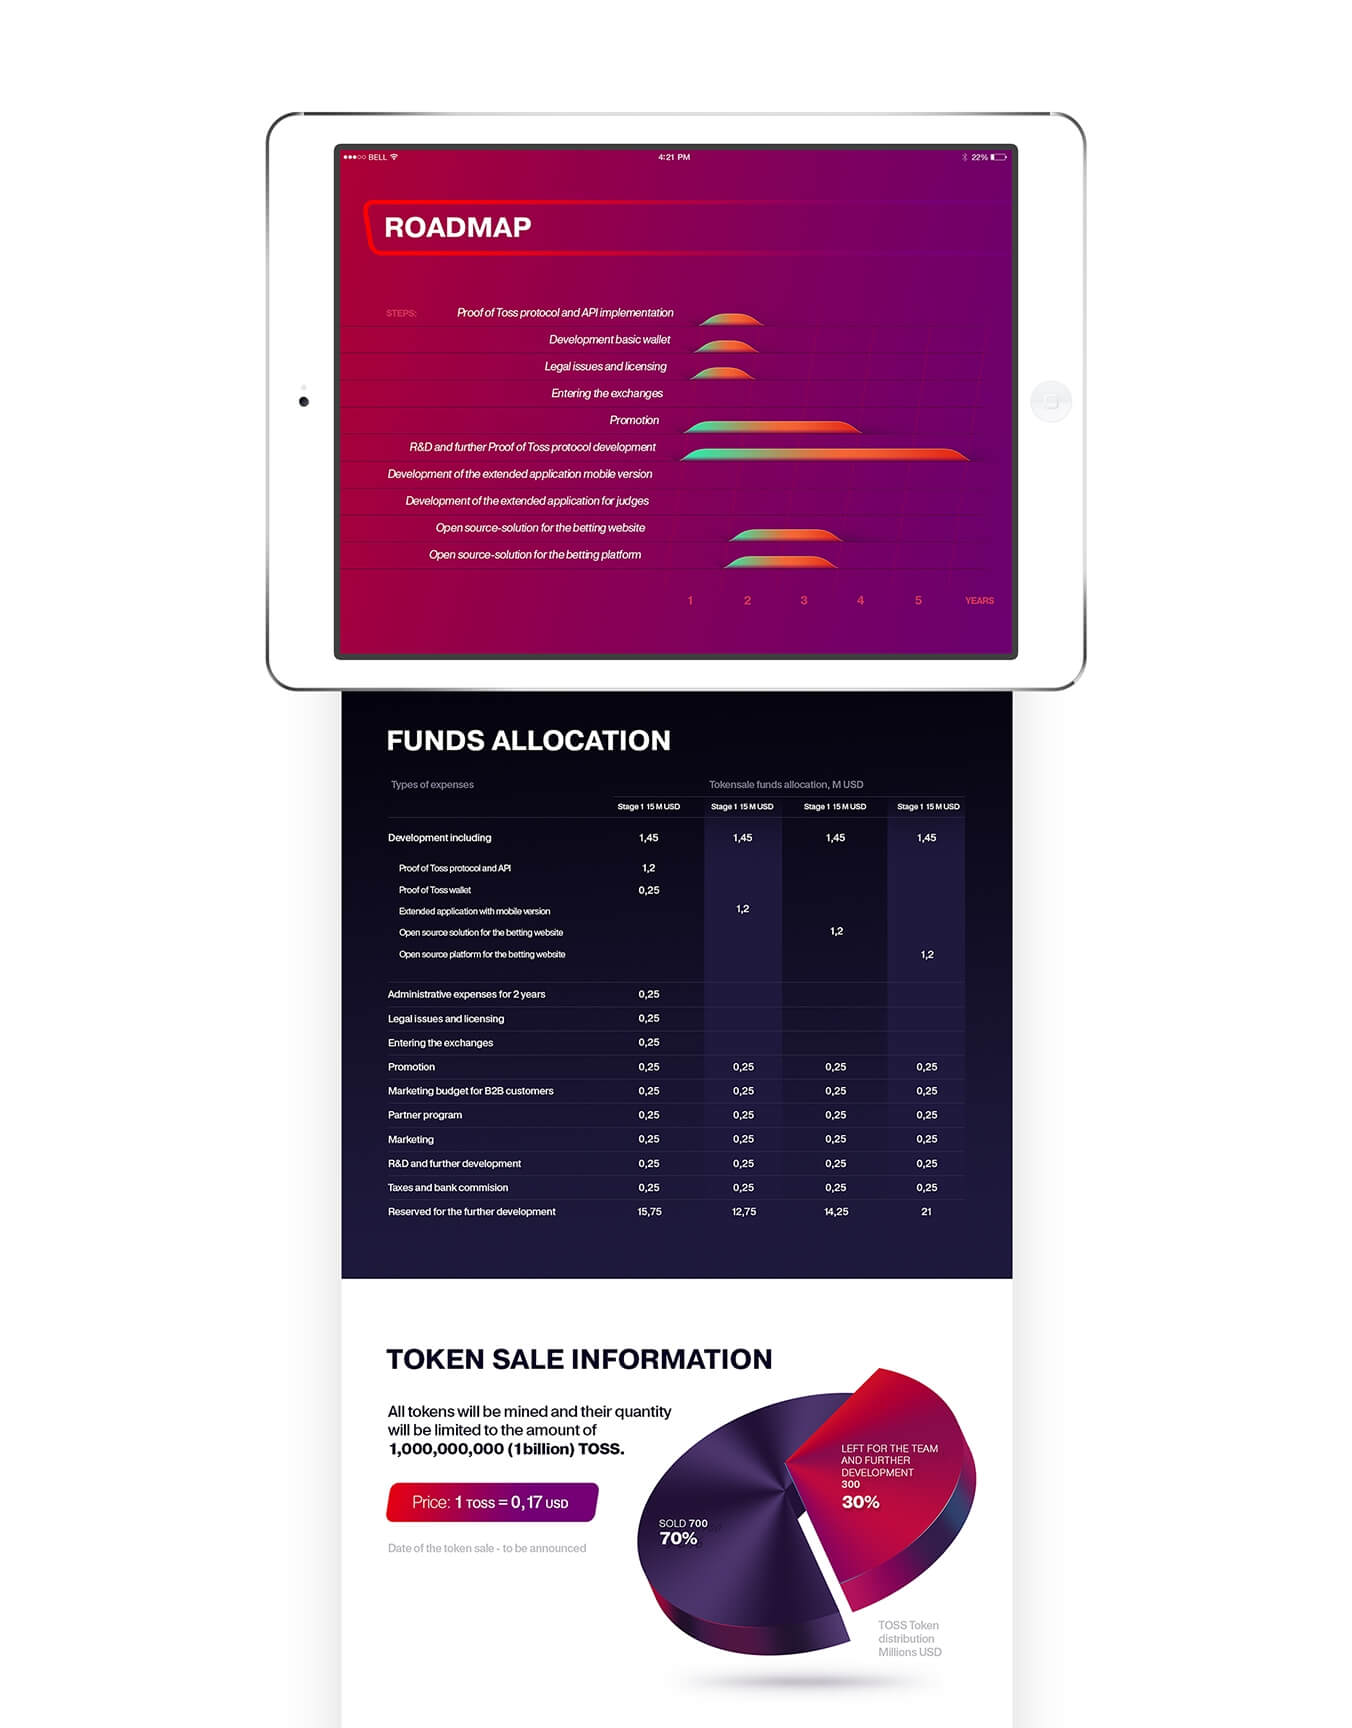 BELL 4:21 PM 22%
ROADMAP
STEPS: Proof of Toss protocol and API implementation
Development basic wallet
Legal issues and licensing
Entering the exchanges
Promotion
R&D and further Proof of Toss protocol development
Development of the extended application mobile version
Development of the extended application for judges
Open source-solution for the betting website
Open source-solution for the betting platform
1 2 3 4 5 YEARS
FUNDS ALLOCATION
Types of expenses Tokensale funds allocation, M USD
Stage 1 15 M USD Stage 1 15 M USD Stage 1 15 M USD Stage 1 15 M USD
Development including 1,45 1,45 1,45 1,45
Proof of Toss protocol and API 1,2
Proof of Toss wallet 0,25
Extended application with mobile version 1,2
Open source solution for the betting website 1,2
Open source platform for the betting website 1,2
Administrative expenses for 2 years 0,25
Legal issues and licensing 0,25
Entering the exchanges 0,25
Promotion 0,25 0,25 0,25 0,25
Marketing budget for B2B customers 0,25 0,25 0,25 0,25
Partner program 0,25 0,25 0,25 0,25
Marketing 0,25 0,25 0,25 0,25
R&D and further development 0,25 0,25 0,25 0,25
Taxes and bank commision 0,25 0,25 0,25 0,25
Reserved for the further development 15,75 12,75 14,25 21
TOKEN SALE INFORMATION
All tokens will be mined and their quantity
will be limited to the amount of
1,000,000,000 (1 billion) TOSS.
Price: 1 TOSS = 0,17 USD
Date of the token sale - to be announced
LEFT FOR THE TEAM
AND FURTHER
DEVELOPMENT
300
30%
SOLD 700
70%
TOSS Token
distribution
Millions USD